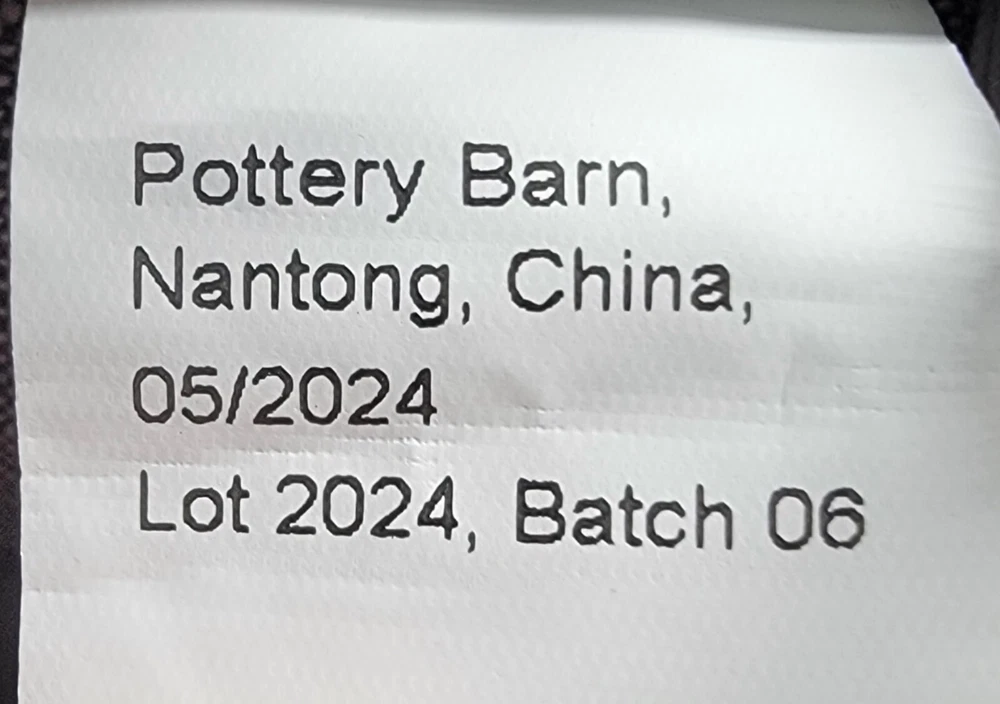 Pottery Barn,
Nantong, China,
05/2024
Lot 2024, Batch 06